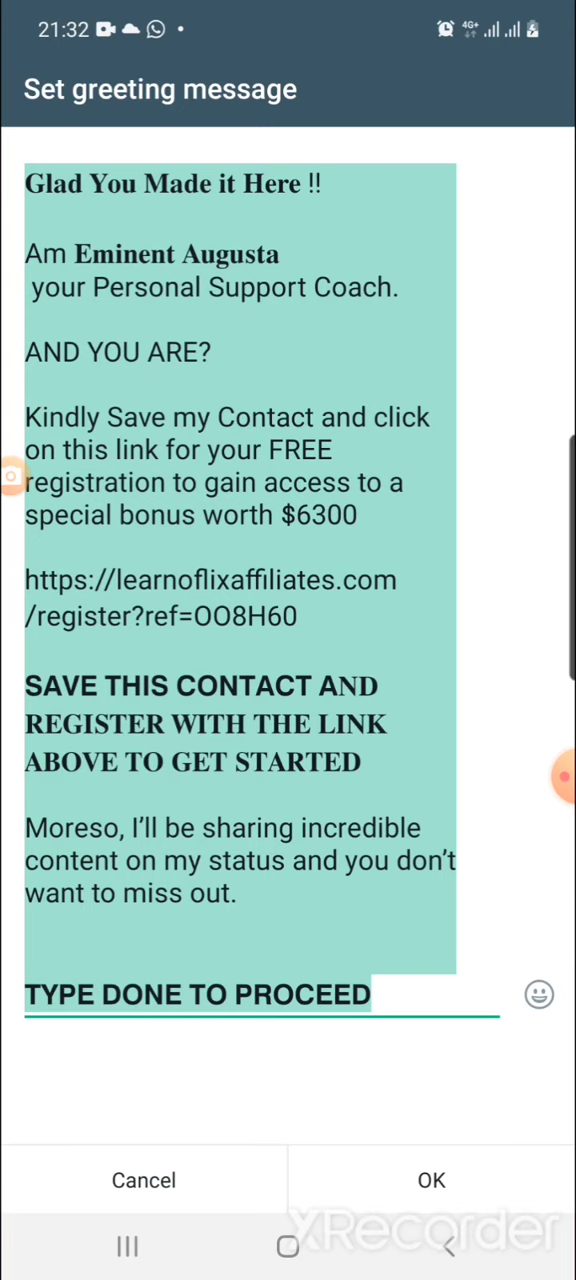 21:32
4G+
Set greeting message
Glad You Made it Here !!
Am Eminent Augusta
your Personal Support Coach.
AND YOU ARE?
Kindly Save my Contact and click
on this link for your FREE
registration to gain access to a
special bonus worth $6300
https://learnoflixaffiliates.com
/register?ref=OO8H60
SAVE THIS CONTACT AND
REGISTER WITH THE LINK
ABOVE TO GET STARTED
Moreso, I’ll be sharing incredible
content on my status and you don’t
want to miss out.
TYPE DONE TO PROCEED
Cancel
OK
XRecorder